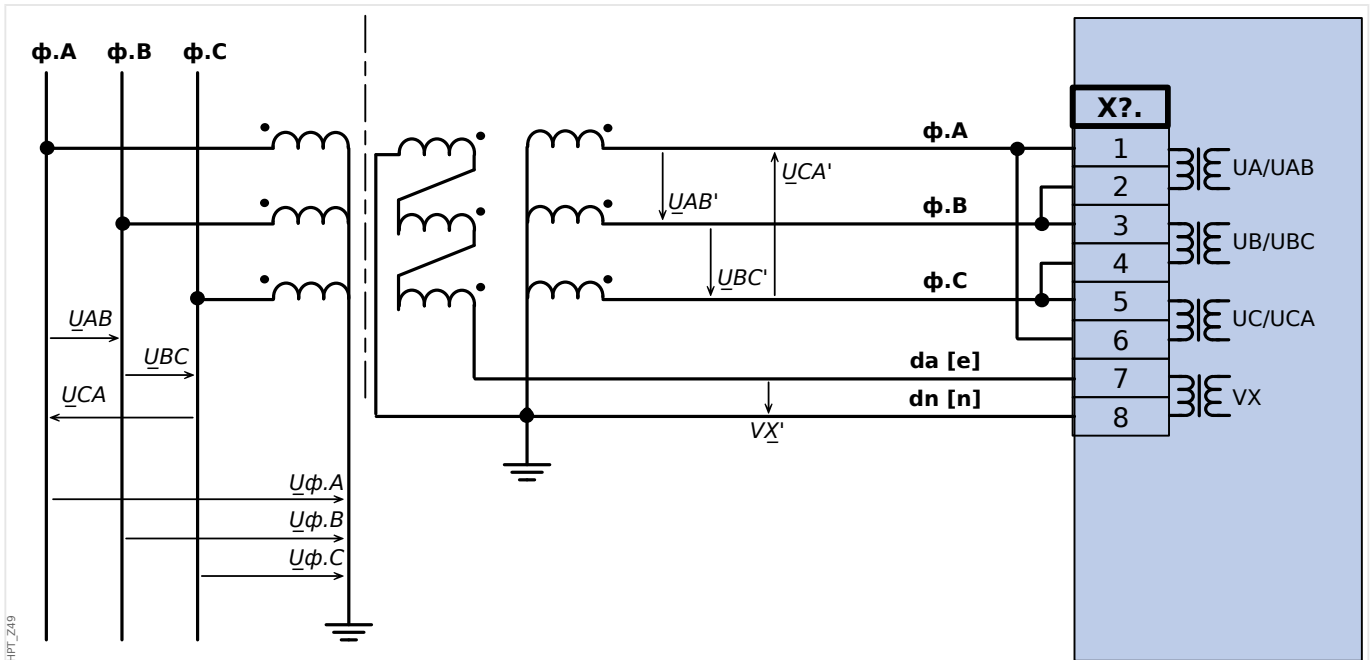 ф.A ф.B ф.C
X?.
ф.A
1
UCA'
UA/UAB
2
UAB'
ф.B
3
UB/UBC
4
UBC'
ф.C
5
UAB
UC/UCA
6
UBC
da [e]
7
UCA
dn [n]
VX
8
VX'
Uф.A
Uф.B
Uф.C
HPT_Z49